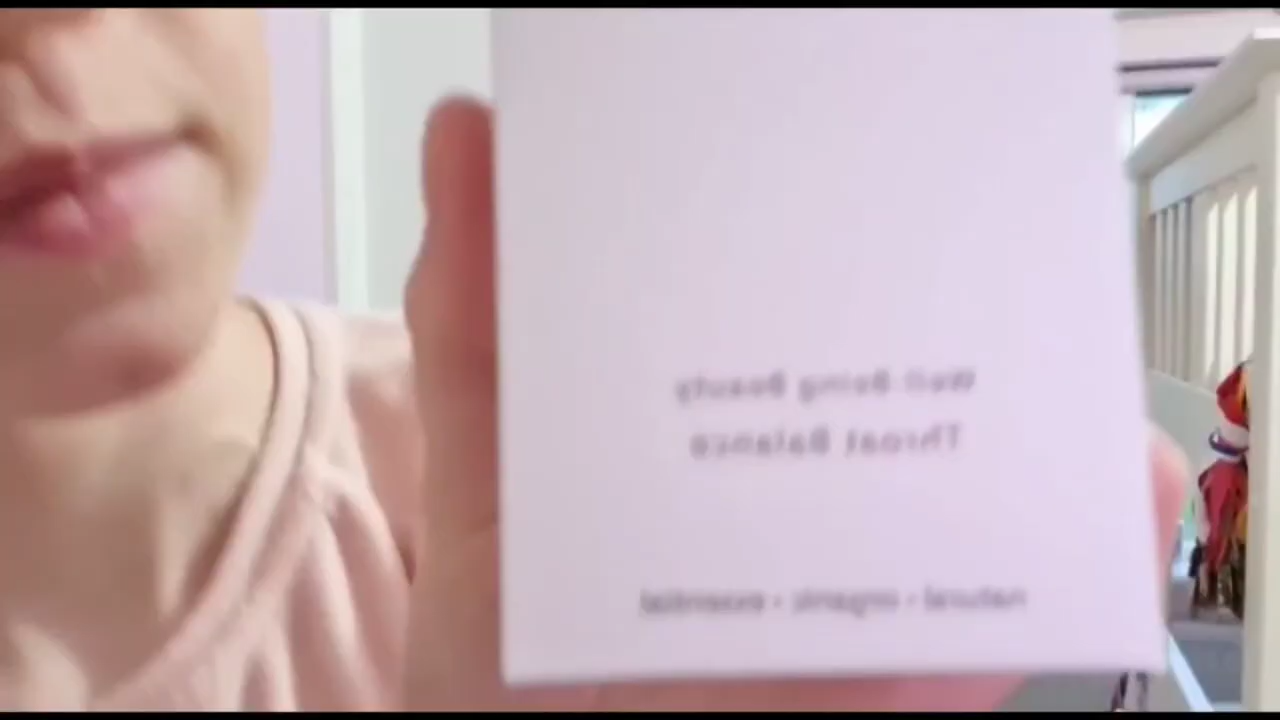 Well Being Beauty
Throat Balance
natural • organic • essential